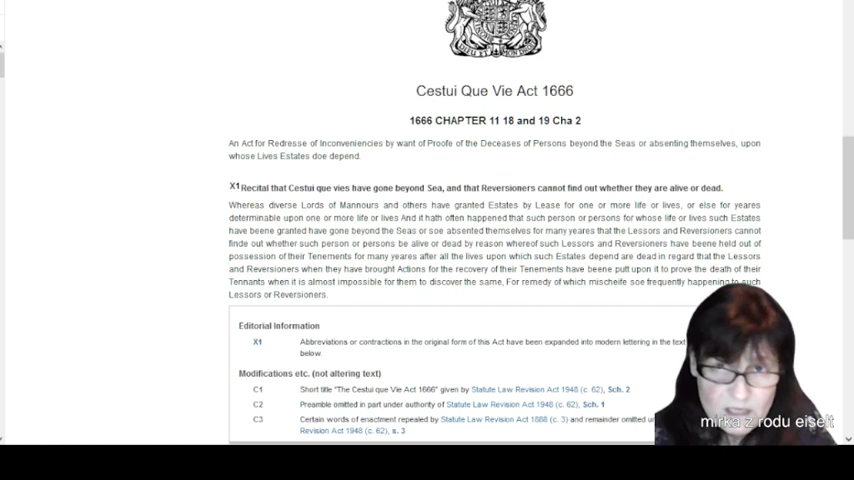 DIEU ET MON DROIT
Cestui Que Vie Act 1666
1666 CHAPTER 11 18 and 19 Cha 2
An Act for Redresse of Inconveniencies by want of Proofe of the Deceases of Persons beyond the Seas or absenting themselves, upon
whose Lives Estates doe depend.
X1 Recital that Cestui que vies have gone beyond Sea, and that Reversioners cannot find out whether they are alive or dead.
Whereas diverse Lords of Mannours and others have granted Estates by Lease for one or more life or lives, or else for yeares
determinable upon one or more life or lives And it hath often happened that such person or persons for whose life or lives such Estates
have beene granted have gone beyond the Seas or soe absented themselves for many yeares that the Lessors and Reversioners cannot
finde out whether such person or persons be alive or dead by reason whereof such Lessors and Reversioners have beene held out of
possession of their Tenements for many yeares after all the lives upon which such Estates depend are dead in regard that the Lessors
and Reversioners when they have brought Actions for the recovery of their Tenements have beene putt upon it to prove the death of their
Tennants when it is almost impossible for them to discover the same, For remedy of which mischeife soe frequently happening to such
Lessors or Reversioners.
Editorial Information
X1 Abbreviations or contractions in the original form of this Act have been expanded into modern lettering in the text
below.
Modifications etc. (not altering text)
C1 Short title "The Cestui que Vie Act 1666" given by Statute Law Revision Act 1948 (c. 62), Sch. 2
C2 Preamble omitted in part under authority of Statute Law Revision Act 1948 (c. 62), Sch. 1
C3 Certain words of enactment repealed by Statute Law Revision Act 1888 (c. 3) and remainder omitted
Revision Act 1948 (c. 62), s. 3
mirka z rodu eiselt